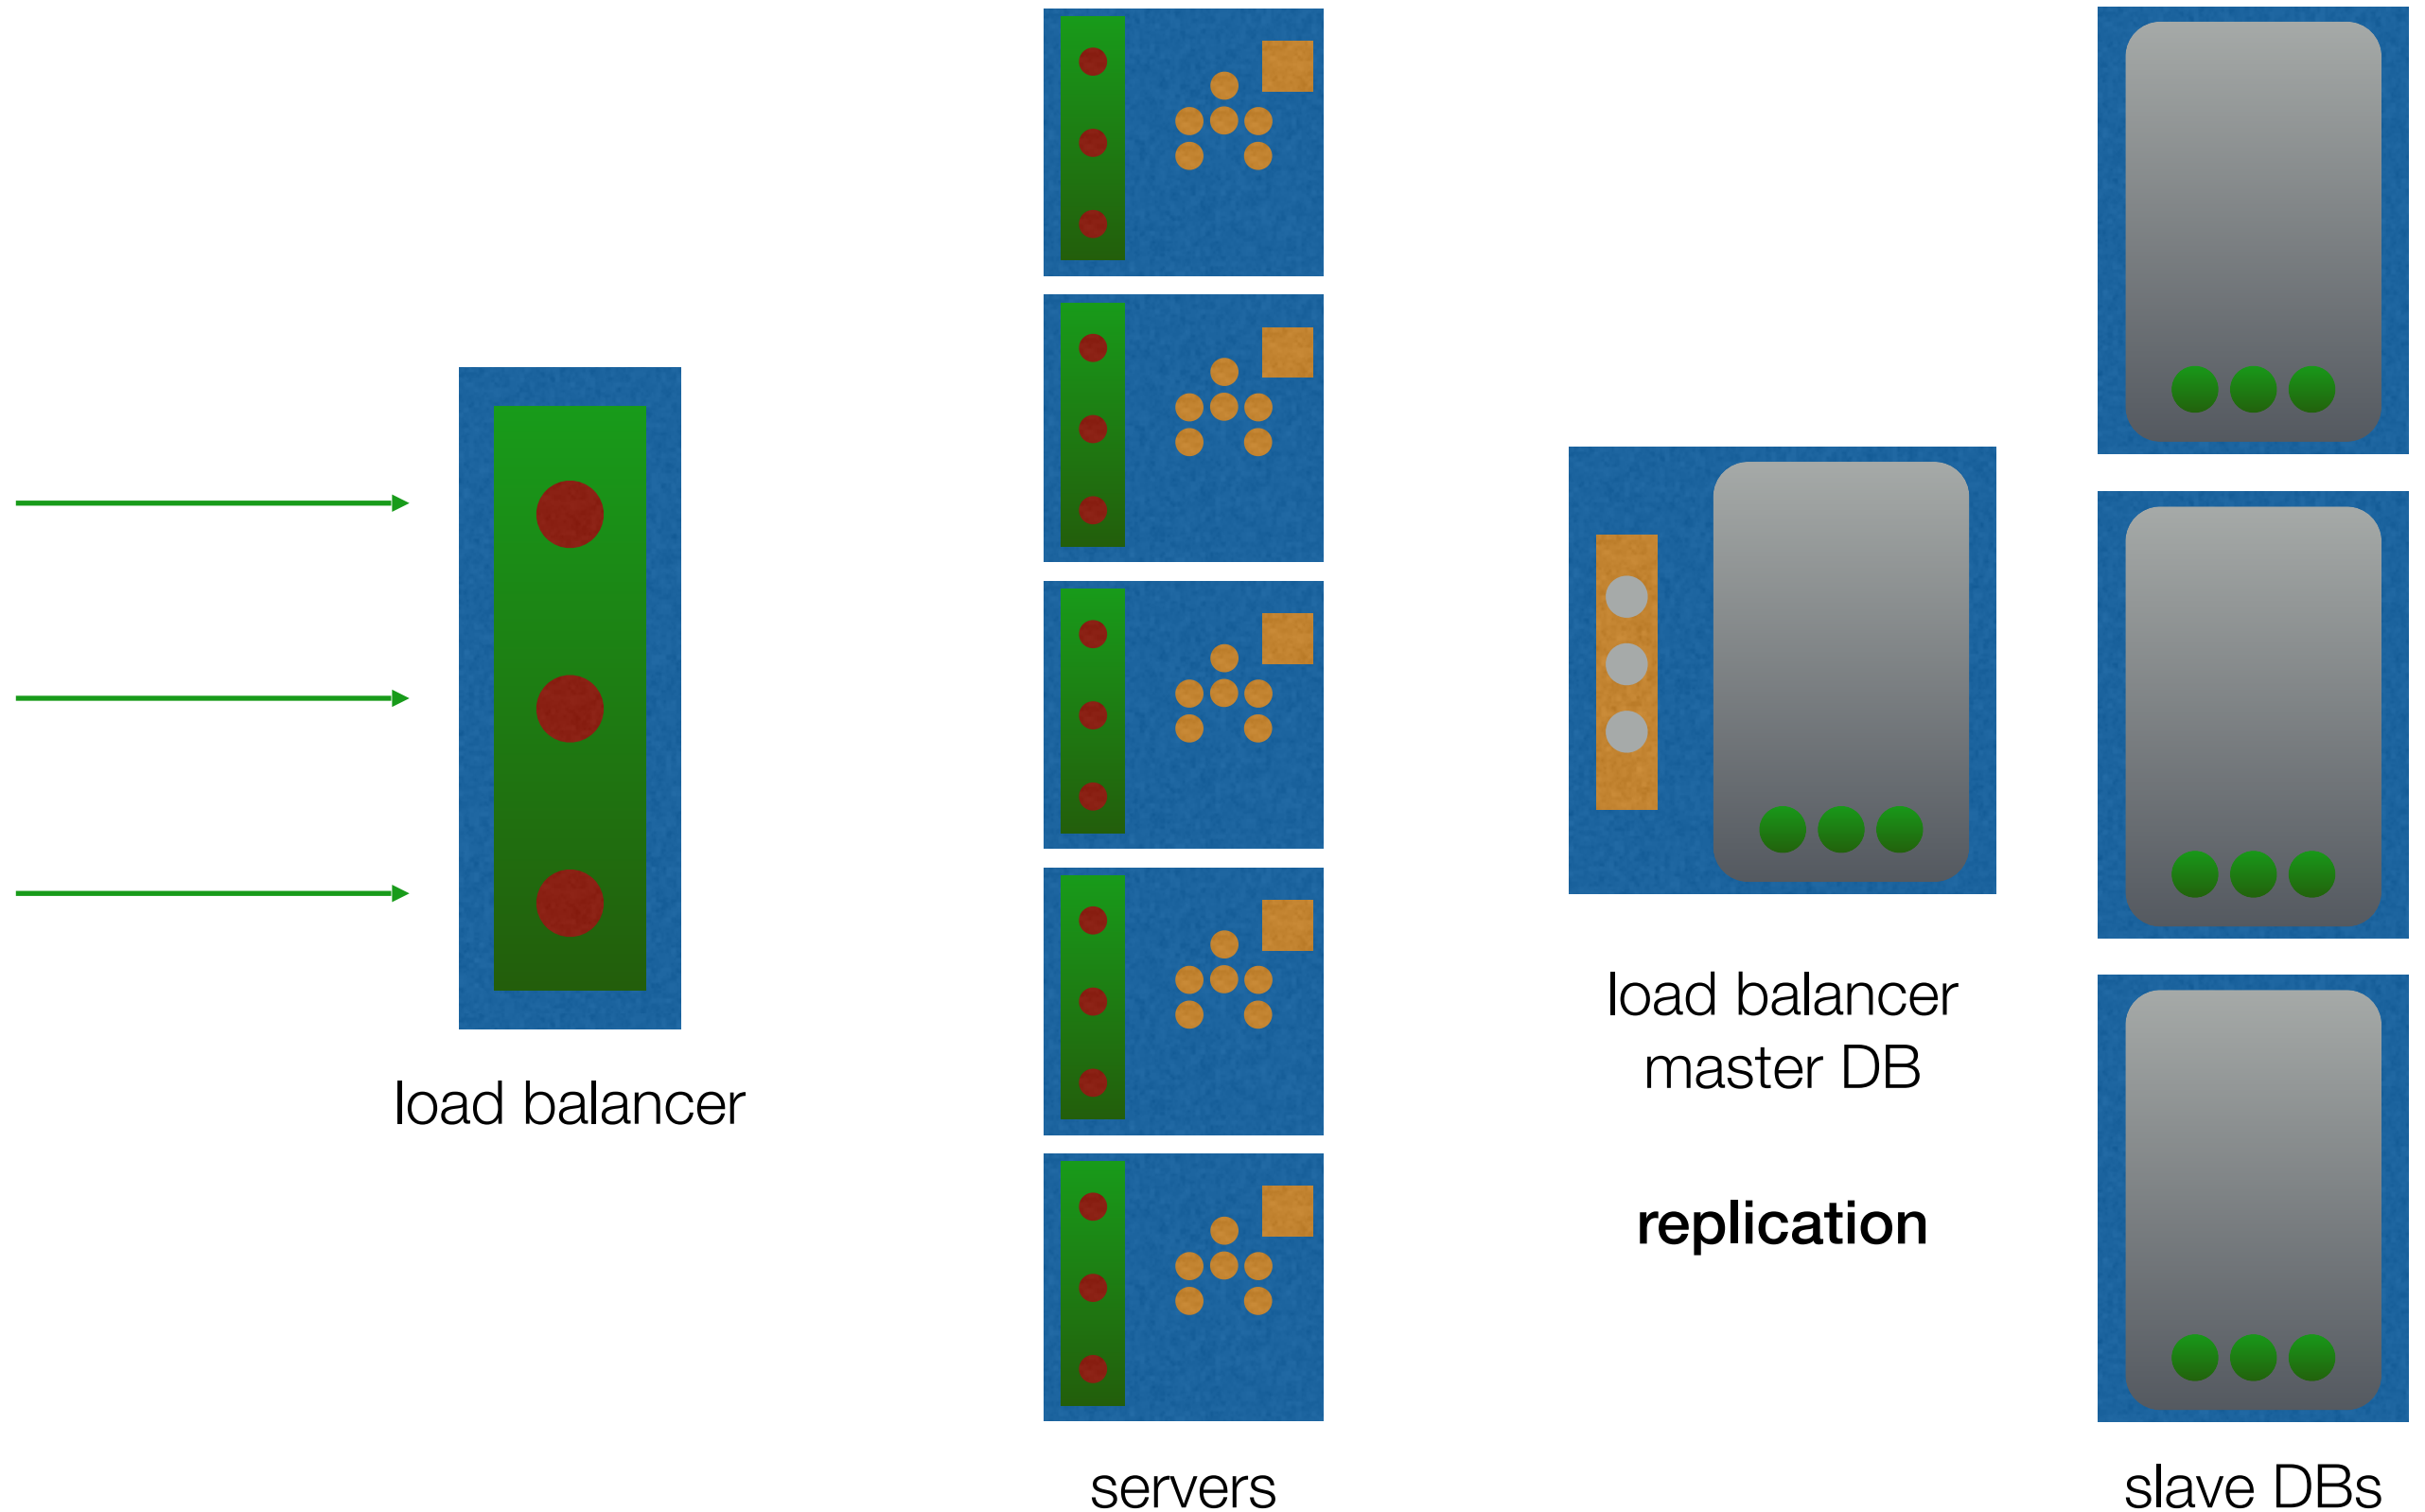 load balancer
servers
load balancer
master DB
replication
slave DBs